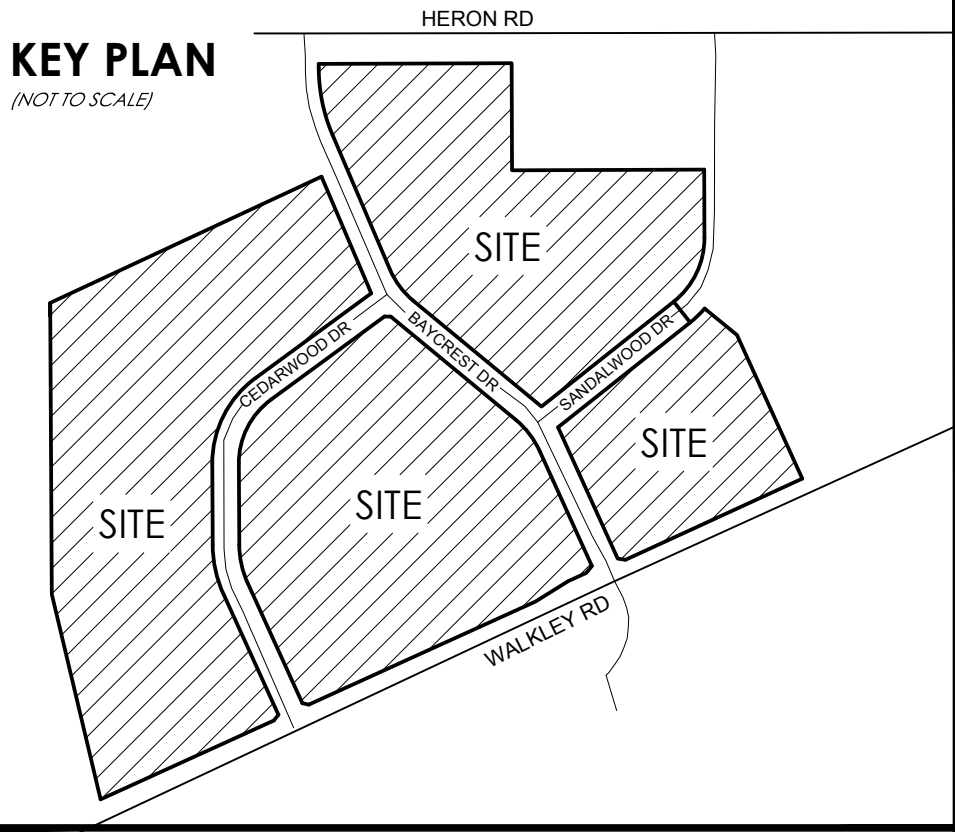 HERON RD
KEY PLAN
(NOT TO SCALE)
SITE
BAYCREST DR
CEDARWOOD DR
SANDALWOOD DR
SITE
SITE
SITE
WALKLEY RD